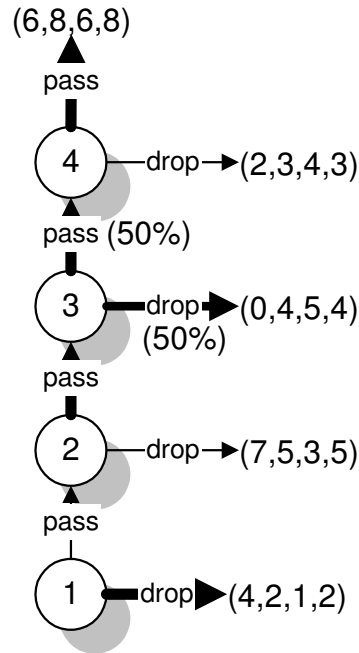 (6,8,6,8)
pass
4 drop (2,3,4,3)
pass (50%)
3 drop (0,4,5,4)
(50%)
pass
2 drop (7,5,3,5)
pass
1 drop (4,2,1,2)